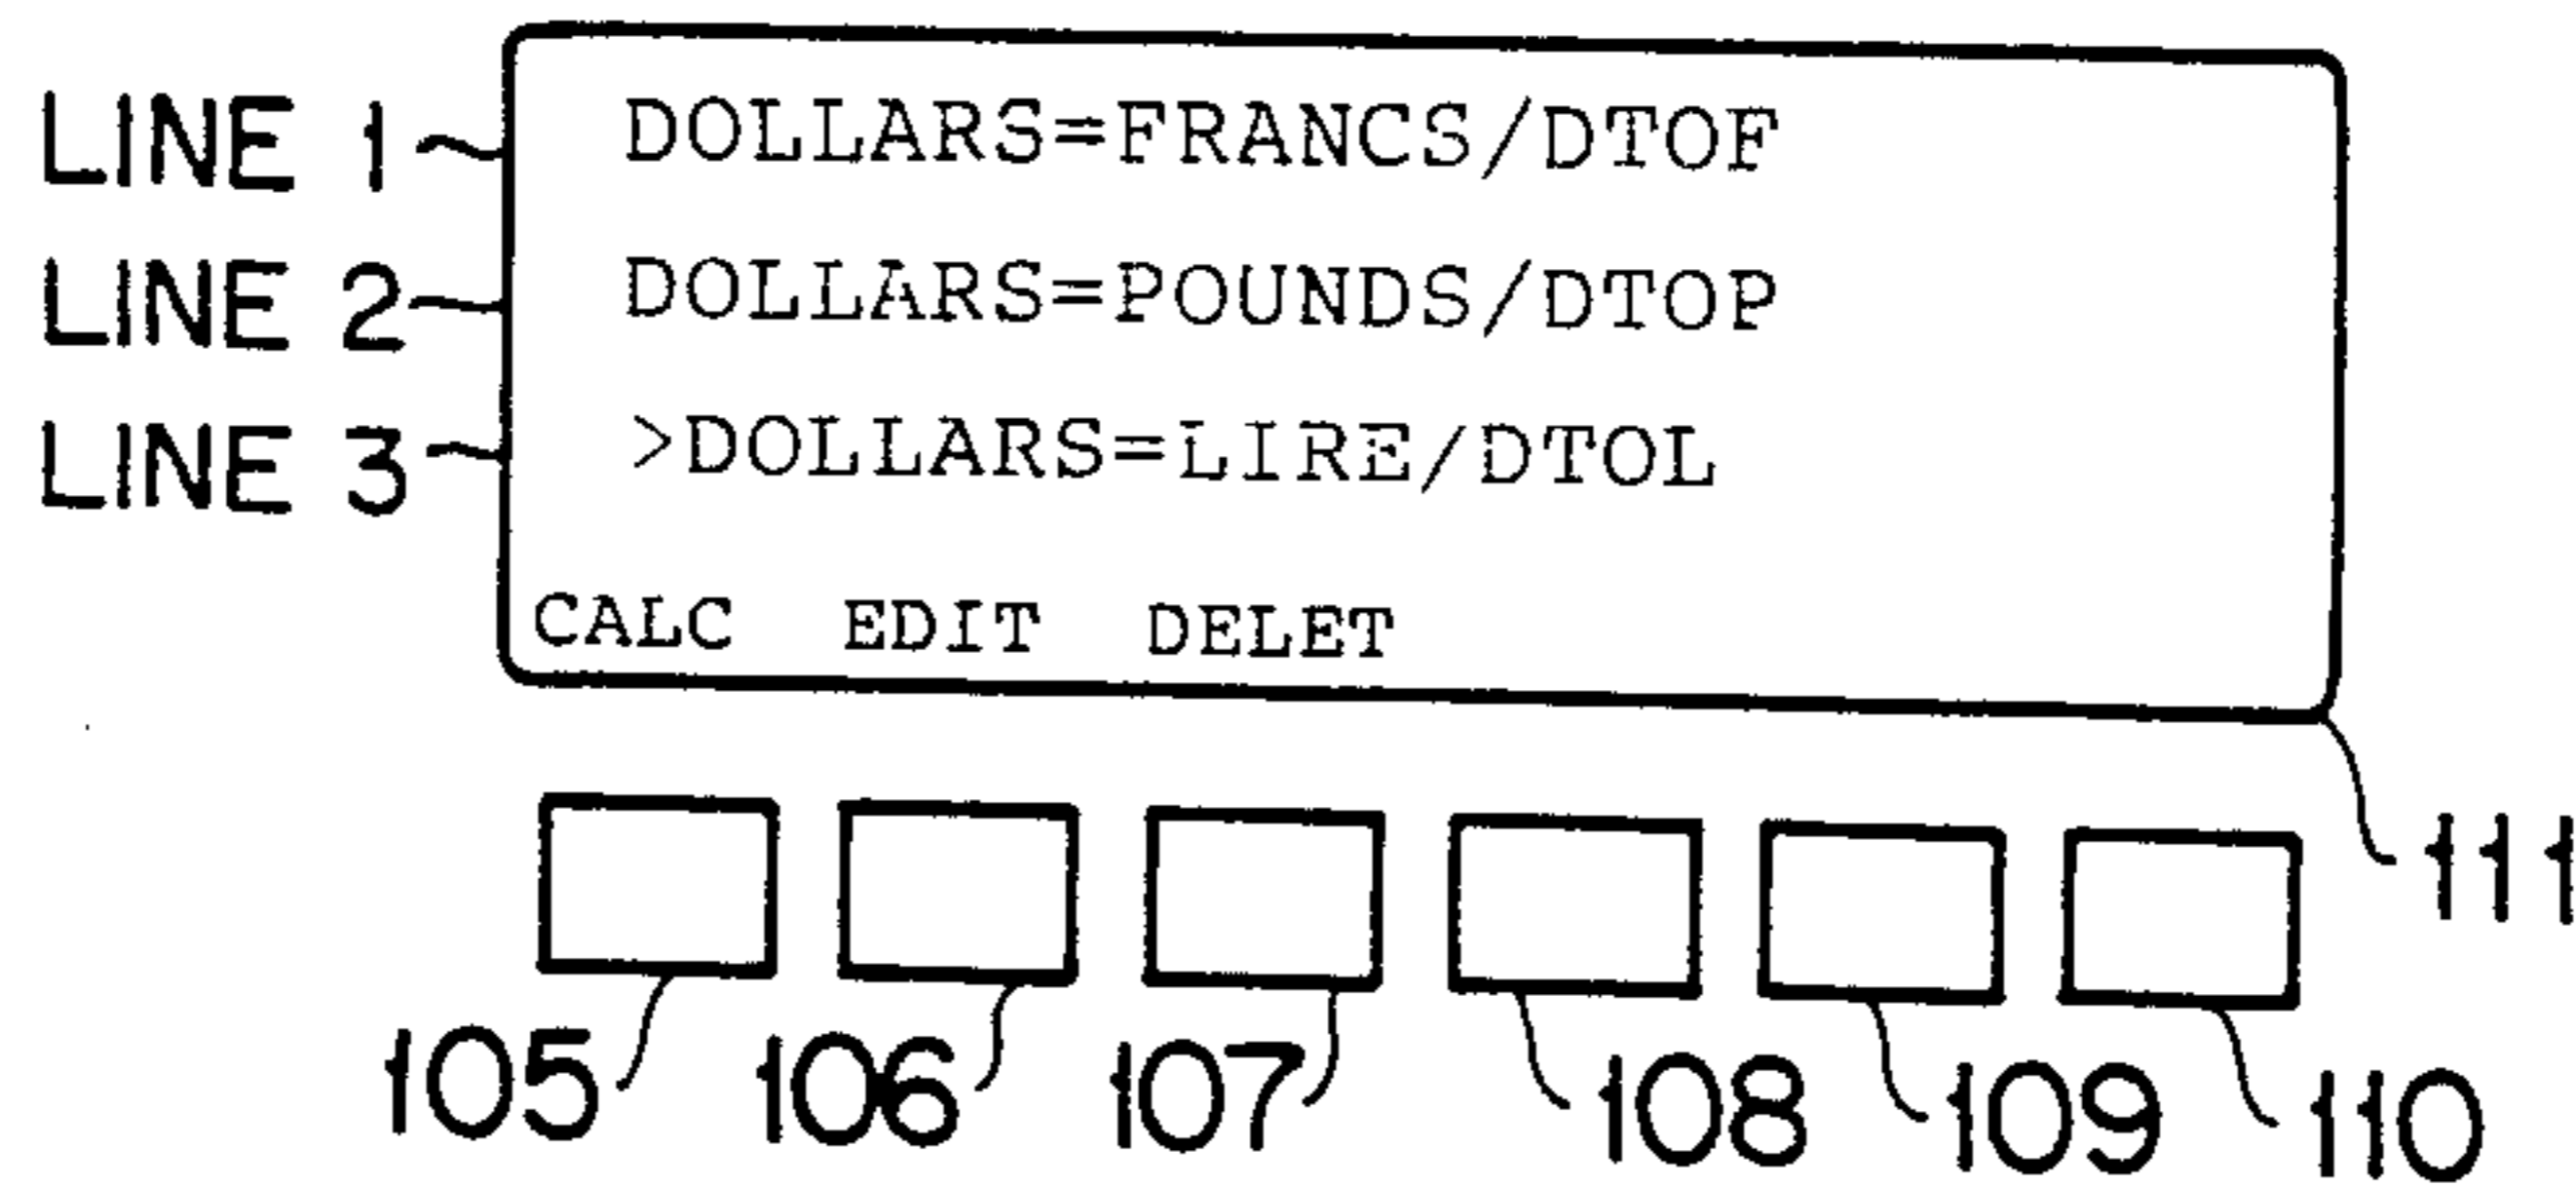 LINE 1 DOLLARS=FRANCS/DTOF
LINE 2 DOLLARS=POUNDS/DTOP
LINE 3 >DOLLARS=LIRE/DTOL
CALC EDIT DELET
111
105 106 107 108 109 110